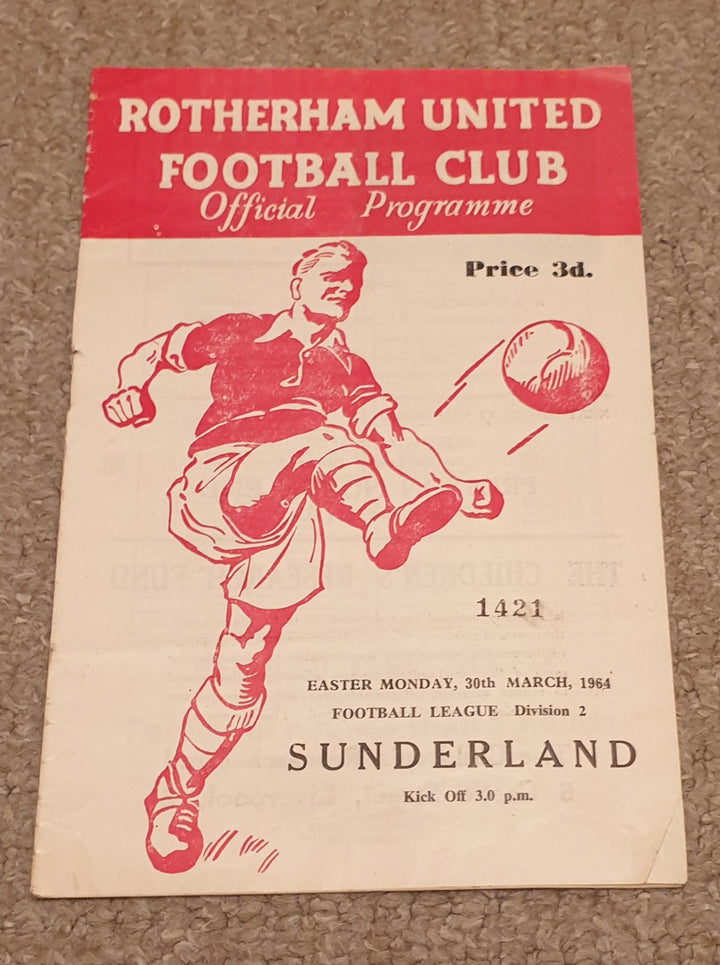 ROTHERHAM UNITED
FOOTBALL CLUB
Official Programme
Price 3d.
1421
EASTER MONDAY, 30th MARCH, 1964
FOOTBALL LEAGUE Division 2
SUNDERLAND
Kick Off 3.0 p.m.